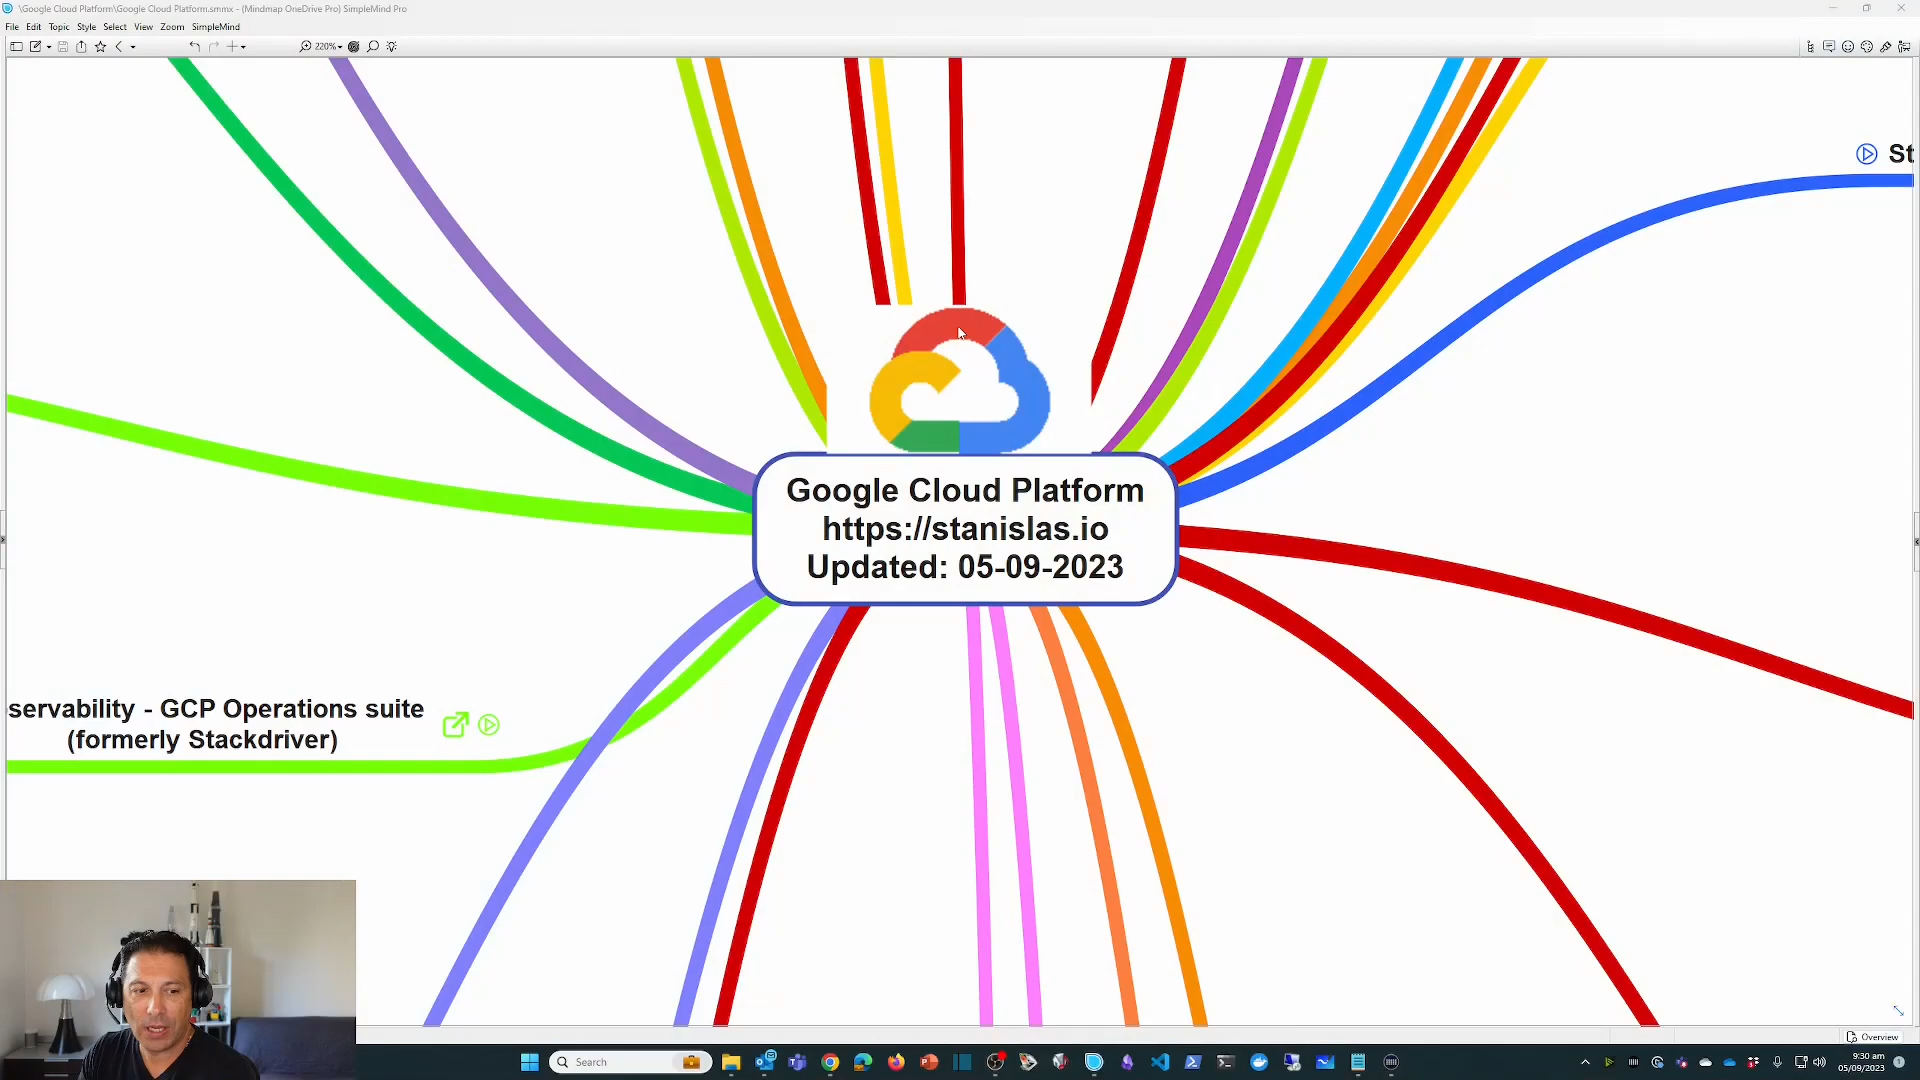 \Google Cloud Platform\Google Cloud Platform.smmx - (Mindmap OneDrive Pro) SimpleMind Pro
File Edit Topic Style Select View Zoom SimpleMind
220%
St
Google Cloud Platform
https://stanislas.io
Updated: 05-09-2023
servability - GCP Operations suite
(formerly Stackdriver)
Overview
Search
9:30 am
05/09/2023